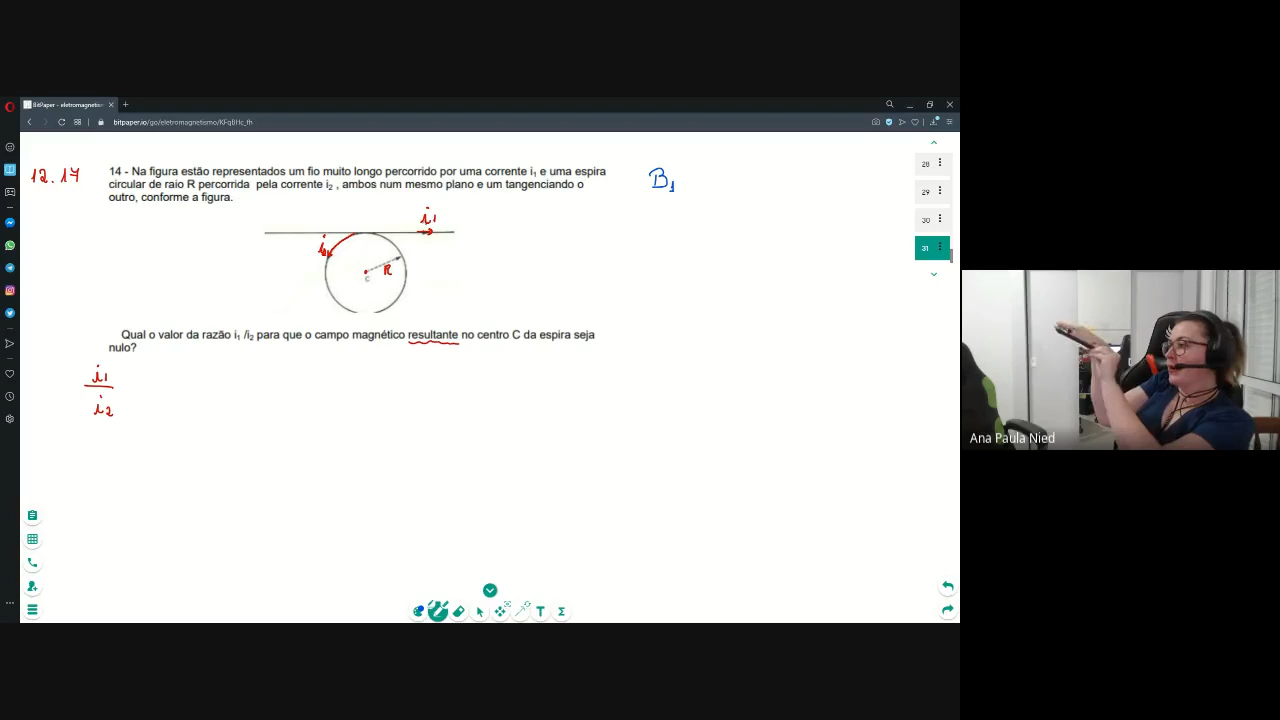 BitPaper - eletromagnetism
bitpaper.io/go/eletromagnetismo/KFqBHc_fh
12.17
14 - Na figura estão representados um fio muito longo percorrido por uma corrente i₁ e uma espira
circular de raio R percorrida pela corrente i₂ , ambos num mesmo plano e um tangenciando o
outro, conforme a figura.
B₁
i₁
i₂
R
C
Qual o valor da razão i₁ /i₂ para que o campo magnético resultante no centro C da espira seja
nulo?
i₁
i₂
28
29
30
31
Ana Paula Nied
T
Σ